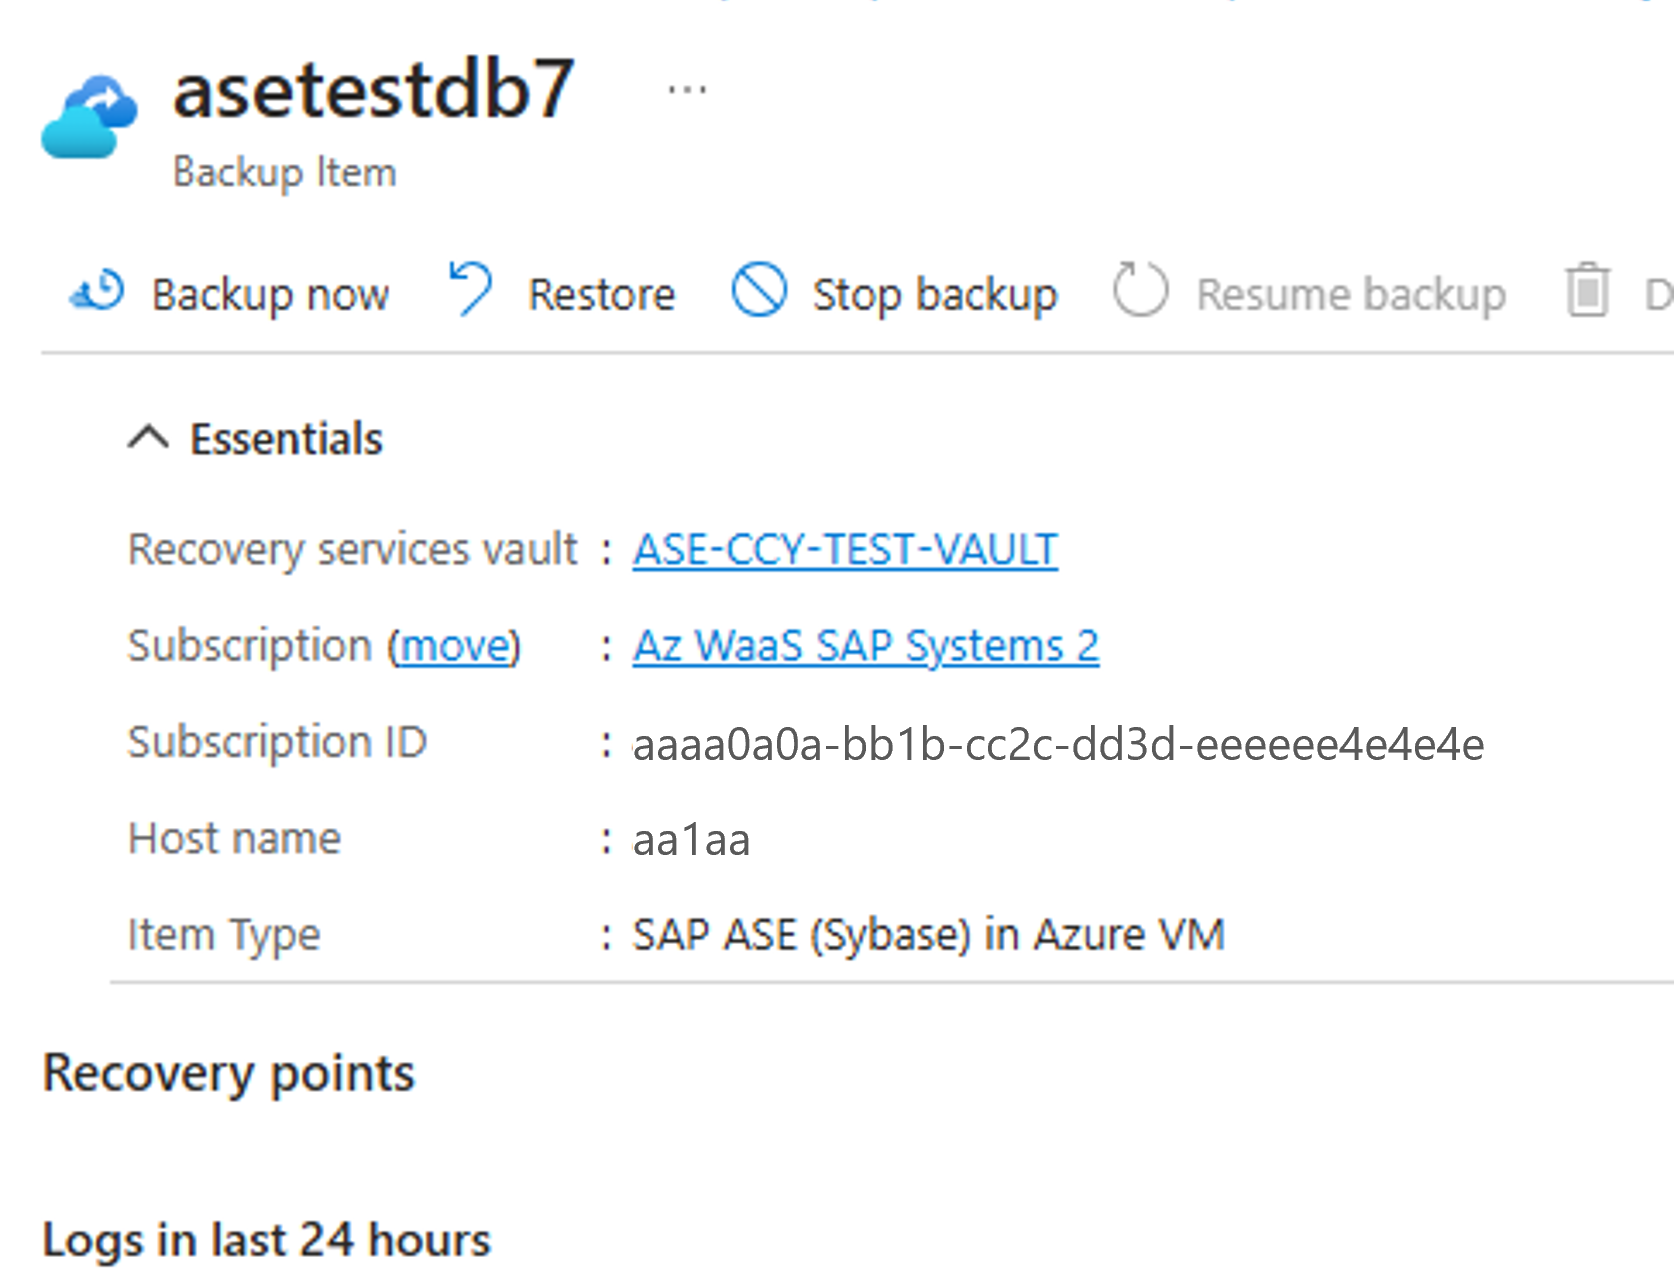 asetestdb7 ...
Backup Item
Backup now Restore Stop backup Resume backup D
Essentials
Recovery services vault : ASE-CCY-TEST-VAULT
Subscription (move) : Az WaaS SAP Systems 2
Subscription ID : aaaa0a0a-bb1b-cc2c-dd3d-eeeeee4e4e4e
Host name : aa1aa
Item Type : SAP ASE (Sybase) in Azure VM
Recovery points
Logs in last 24 hours